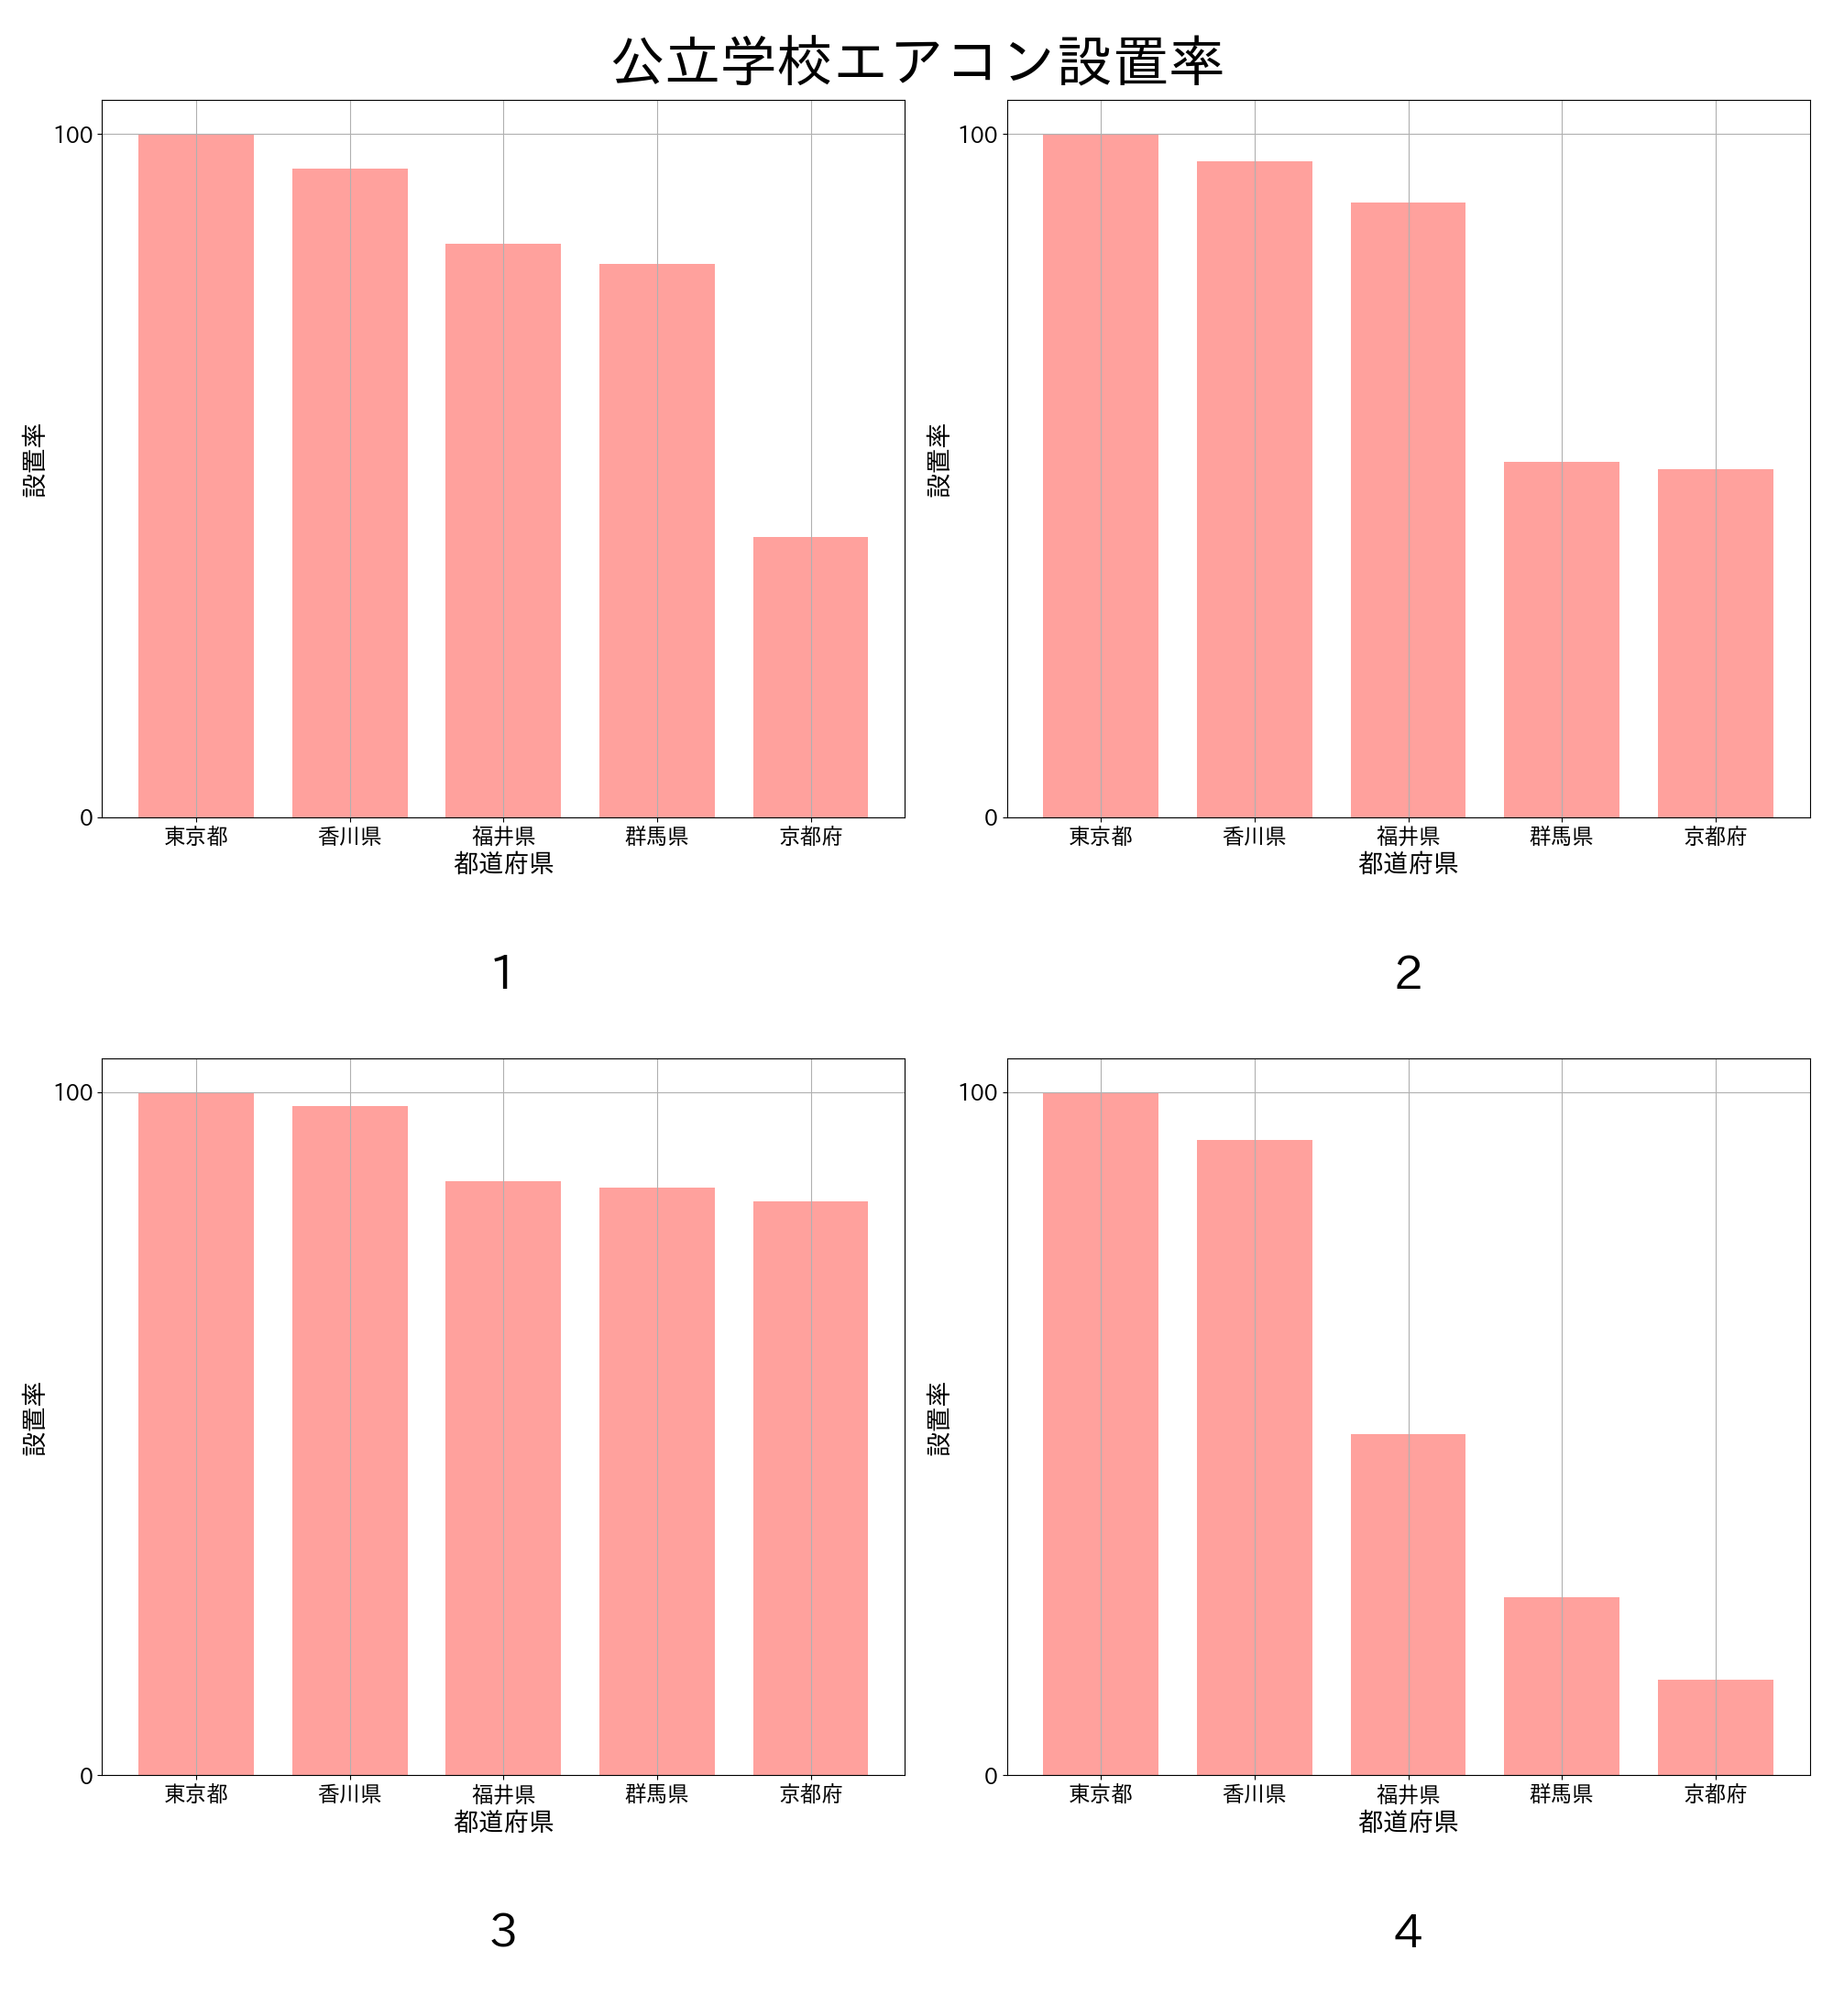 公立学校エアコン設置率
100
0
設置率
東京都 香川県 福井県 群馬県 京都府
都道府県
1
100
0
設置率
東京都 香川県 福井県 群馬県 京都府
都道府県
2
100
0
設置率
東京都 香川県 福井県 群馬県 京都府
都道府県
3
100
0
設置率
東京都 香川県 福井県 群馬県 京都府
都道府県
4